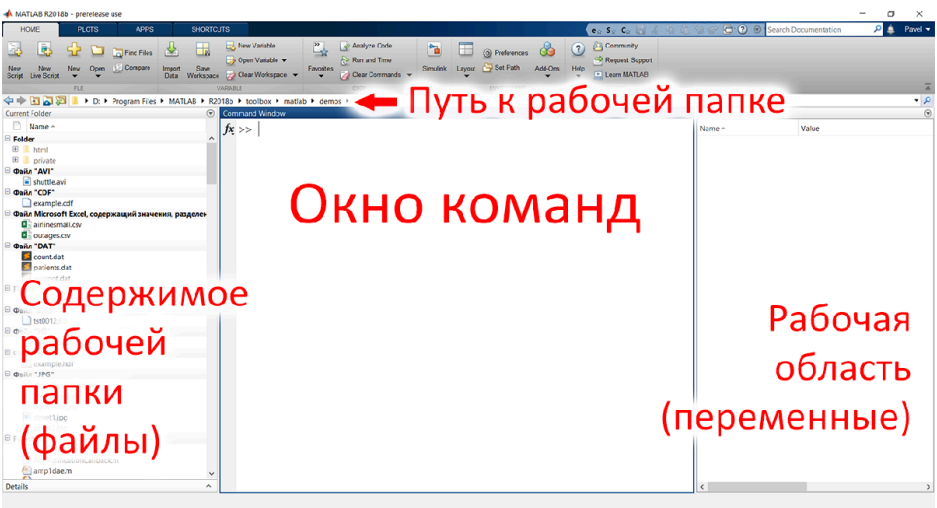 MATLAB R2018b - prerelease use
HOME PLOTS APPS SHORTCUTS
Search Documentation Pavel
New Script
New Live Script
New
Open
Find Files
Compare
Import Data
Save Workspace
New Variable
Open Variable
Clear Workspace
Favorites
Analyze Code
Run and Time
Clear Commands
Simulink
Layout
Preferences
Set Path
Add-Ons
Help
Community
Request Support
Learn MATLAB
FILE VARIABLE
D: Program Files MATLAB R2018b toolbox matlab demos
Путь к рабочей папке
Current Folder
Command Window
Name
Name Value
fx >>
Folder
html
private
Файл "AVI"
shuttle.avi
Файл "CDF"
example.cdf
Файл Microsoft Excel, содержащий значения, разделен
airlinesmall.csv
outages.csv
Файл "DAT"
count.dat
patients.dat
Окно команд
Содержимое
рабочей
папки
(файлы)
Рабочая
область
(переменные)
amp1dae.m
Details